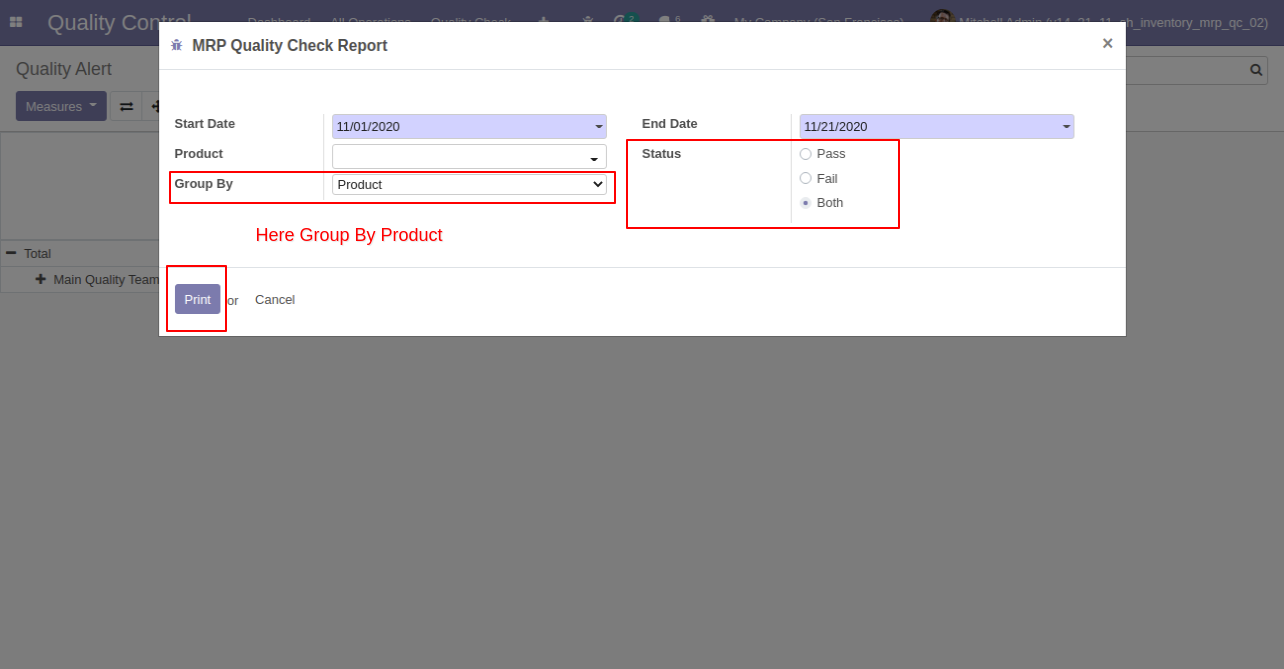 Quality Control
Dashboard All Operations Quality Check 2 6 My Company (San Francisco) Mitchell Admin
h_inventory_mrp_qc_02)
MRP Quality Check Report ×
Quality Alert
Measures
Start Date 11/01/2020 End Date 11/21/2020
Product Status Pass
Group By Product Fail
Both
Here Group By Product
Total
Main Quality Team
Print or Cancel